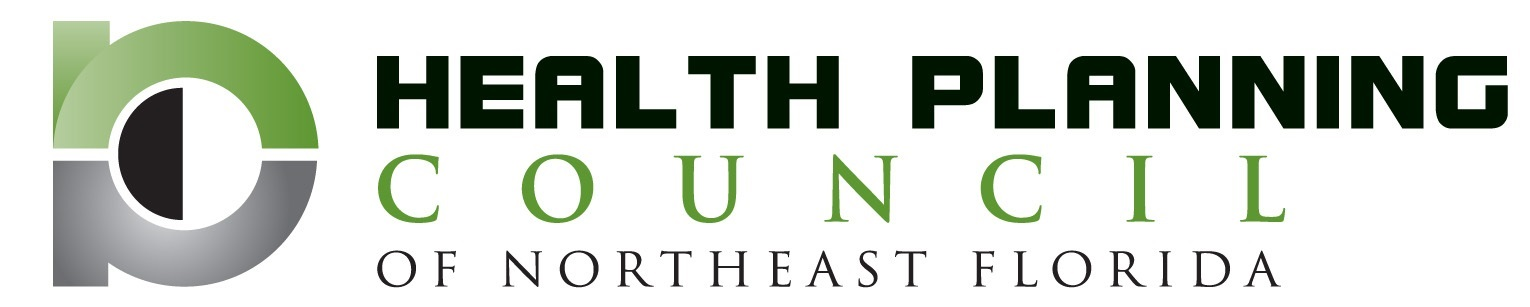 HEALTH PLANNING
COUNCIL
OF NORTHEAST FLORIDA